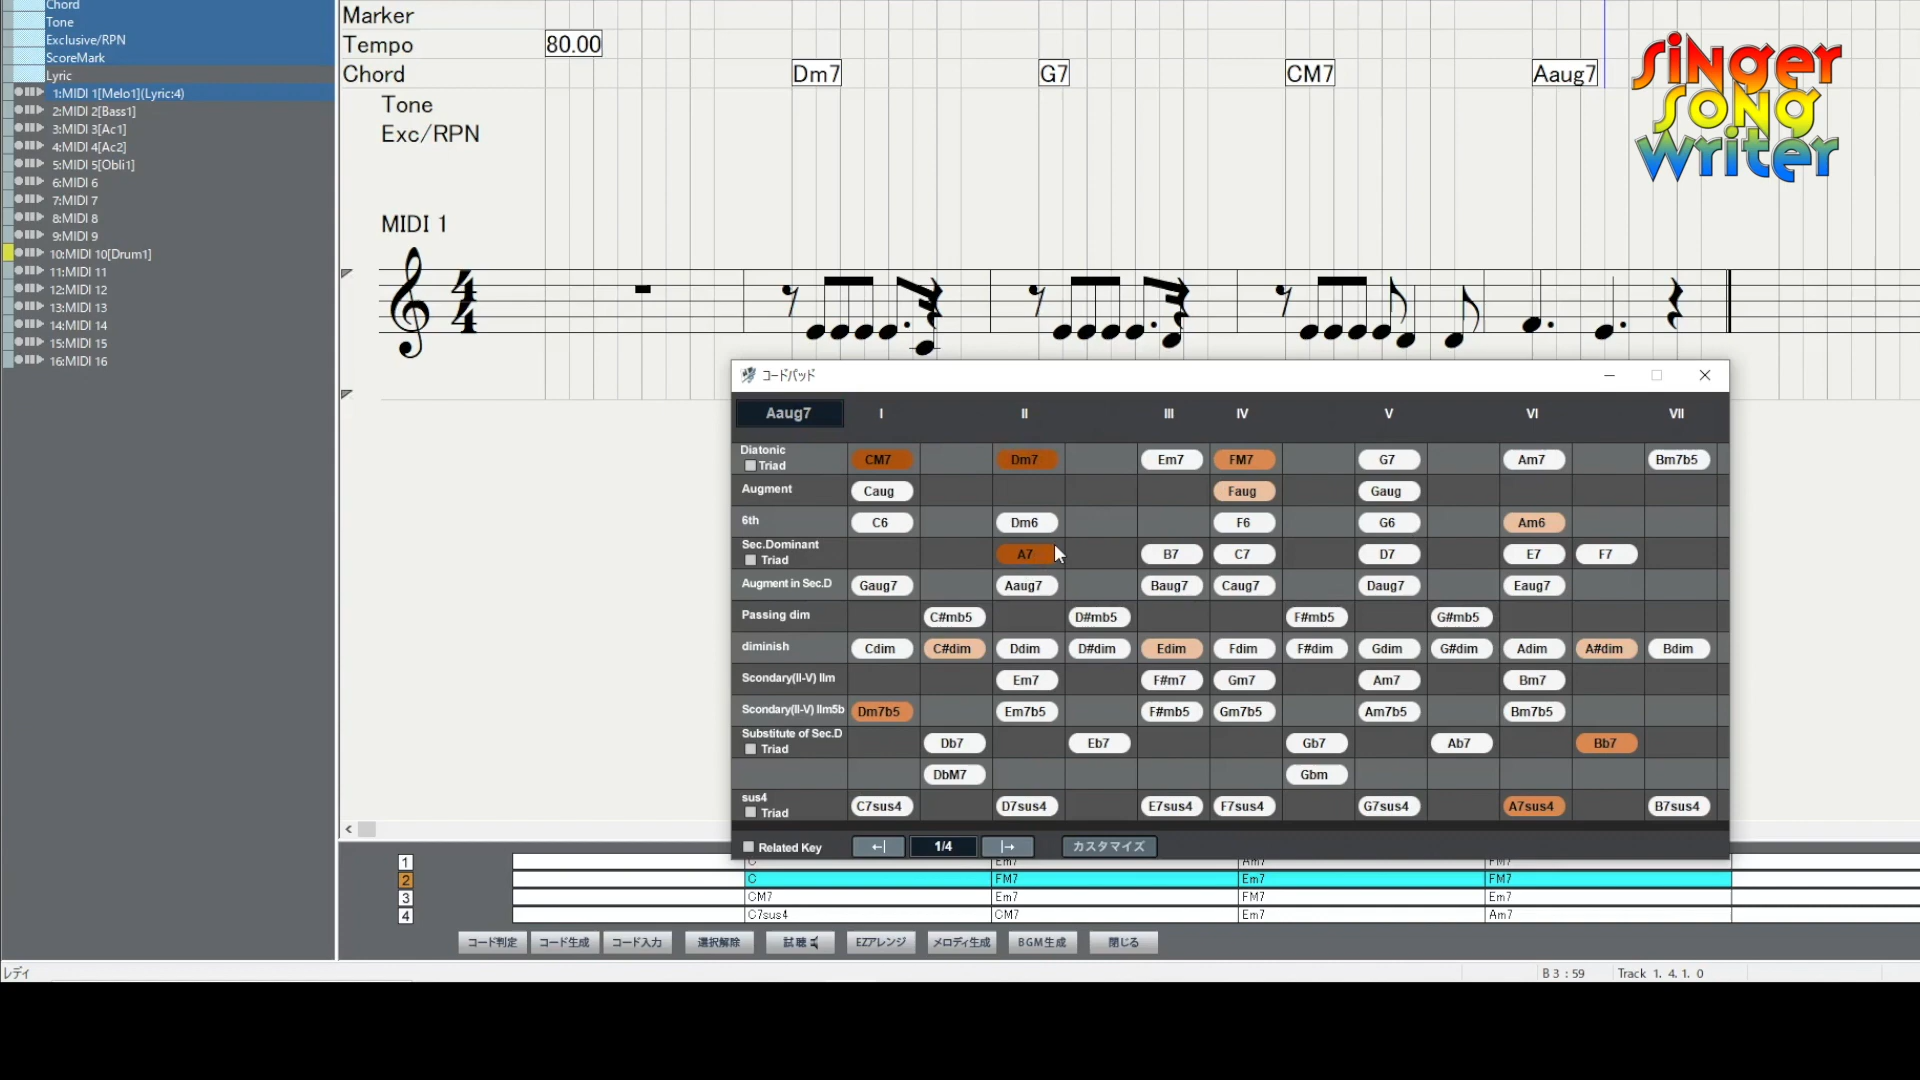 Chord
Tone
Exclusive/RPN
ScoreMark
Lyric
1:MIDI 1[Melo1](Lyric:4)
2:MIDI 2[Bass1]
3:MIDI 3[Ac1]
4:MIDI 4[Ac2]
5:MIDI 5[Obli1]
6:MIDI 6
7:MIDI 7
8:MIDI 8
9:MIDI 9
10:MIDI 10[Drum1]
11:MIDI 11
12:MIDI 12
13:MIDI 13
14:MIDI 14
15:MIDI 15
16:MIDI 16
Marker
Tempo 80.00
Chord Dm7 G7 CM7 Aaug7
Tone
Exc/RPN
SINGER
SONG
WRITER
MIDI 1
4
4
コードパッド
Aaug7 I II III IV V VI VII
Diatonic
Triad
CM7 Dm7 Em7 FM7 G7 Am7 Bm7b5
Augment Caug Faug Gaug
6th C6 Dm6 F6 G6 Am6
Sec.Dominant
Triad
A7 B7 C7 D7 E7 F7
Augment in Sec.D Gaug7 Aaug7 Baug7 Caug7 Daug7 Eaug7
Passing dim C#mb5 D#mb5 F#mb5 G#mb5
diminish Cdim C#dim Ddim D#dim Edim Fdim F#dim Gdim G#dim Adim A#dim Bdim
Scondary(II-V) IIm Em7 F#m7 Gm7 Am7 Bm7
Scondary(II-V) IIm5b Dm7b5 Em7b5 F#mb5 Gm7b5 Am7b5 Bm7b5
Substitute of Sec.D
Triad
Db7 Eb7 Gb7 Ab7 Bb7
DbM7 Gbm
sus4
Triad
C7sus4 D7sus4 E7sus4 F7sus4 G7sus4 A7sus4 B7sus4
Related Key 1/4 カスタマイズ
1 C Em7 Am7 FM7
2 C FM7 Em7 FM7
3 CM7 Em7 FM7 Em7
4 C7sus4 CM7 Em7 Am7
コード判定 コード生成 コード入力 選択解除 試聴 EZアレンジ メロディ生成 BGM生成 閉じる
レディ
B 3 : 59 Track 1. 4. 1. 0